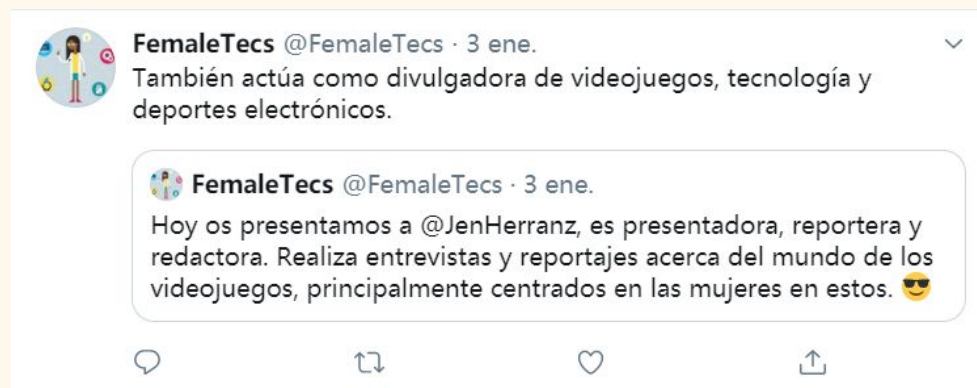 FemaleTecs @FemaleTecs · 3 ene.
También actúa como divulgadora de videojuegos, tecnología y
deportes electrónicos.
FemaleTecs @FemaleTecs · 3 ene.
Hoy os presentamos a @JenHerranz, es presentadora, reportera y
redactora. Realiza entrevistas y reportajes acerca del mundo de los
videojuegos, principalmente centrados en las mujeres en estos. 😎